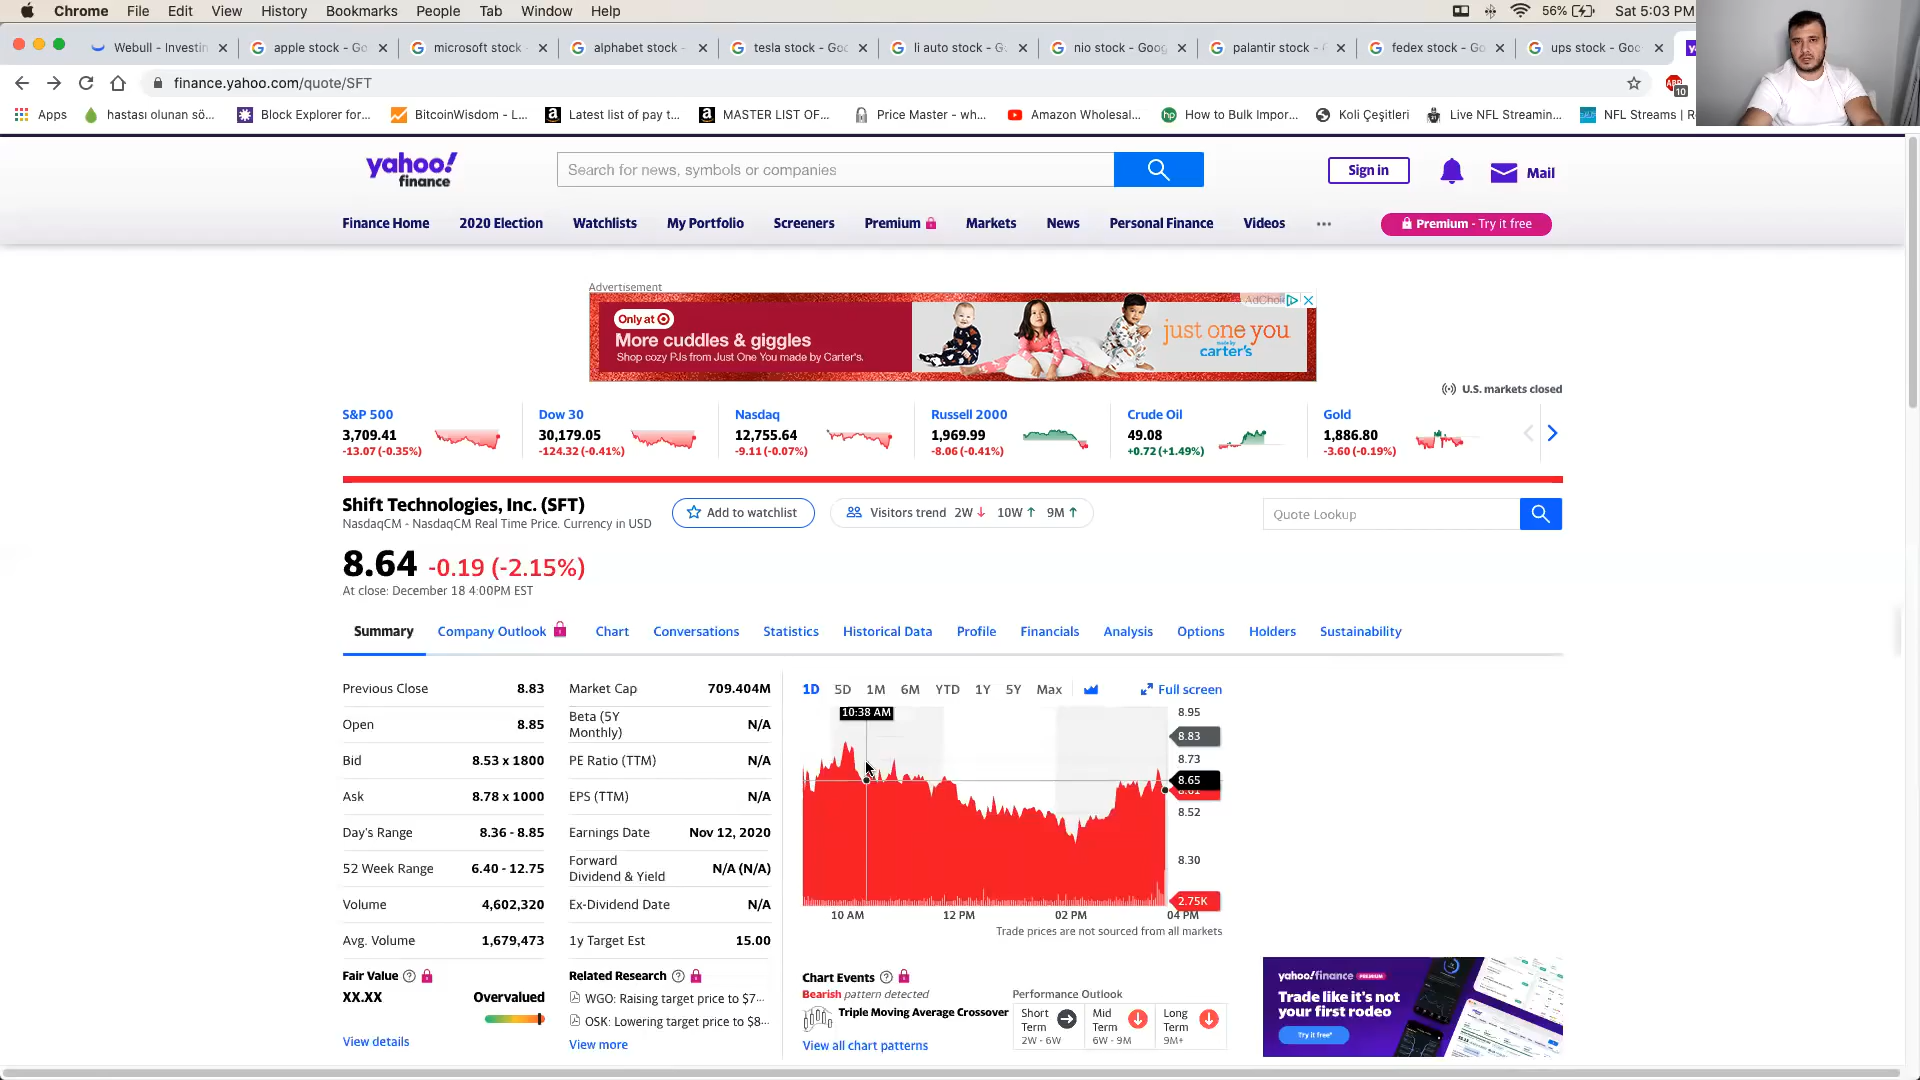 Chrome File Edit View History Bookmarks People Tab Window Help 56% Sat 5:03 PM
Webull - Investin apple stock - Go microsoft stock - alphabet stock - tesla stock - Goo li auto stock - G nio stock - Goog palantir stock - fedex stock - Go ups stock - Goo
finance.yahoo.com/quote/SFT ABP 10
Apps hastası olunan sö... Block Explorer for... BitcoinWisdom - L... Latest list of pay t... MASTER LIST OF... Price Master - wh... Amazon Wholesal... How to Bulk Impor... Koli Çeşitleri Live NFL Streamin... NFL Streams | R
yahoo!
finance
Search for news, symbols or companies
Sign in
Mail
Finance Home 2020 Election Watchlists My Portfolio Screeners Premium Markets News Personal Finance Videos ... Premium - Try it free
Advertisement
Only at
More cuddles & giggles
Shop cozy PJs from Just One You made by Carter's.
just one you
made by
carter's
U.S. markets closed
S&P 500 Dow 30 Nasdaq Russell 2000 Crude Oil Gold
3,709.41 30,179.05 12,755.64 1,969.99 49.08 1,886.80
-13.07 (-0.35%) -124.32 (-0.41%) -9.11 (-0.07%) -8.06 (-0.41%) +0.72 (+1.49%) -3.60 (-0.19%)
Shift Technologies, Inc. (SFT)
NasdaqCM - NasdaqCM Real Time Price. Currency in USD
Add to watchlist
Visitors trend 2W ↓ 10W ↑ 9M ↑
Quote Lookup
8.64 -0.19 (-2.15%)
At close: December 18 4:00PM EST
Summary Company Outlook Chart Conversations Statistics Historical Data Profile Financials Analysis Options Holders Sustainability
Previous Close 8.83
Open 8.85
Bid 8.53 x 1800
Ask 8.78 x 1000
Day's Range 8.36 - 8.85
52 Week Range 6.40 - 12.75
Volume 4,602,320
Avg. Volume 1,679,473
Market Cap 709.404M
Beta (5Y
Monthly) N/A
PE Ratio (TTM) N/A
EPS (TTM) N/A
Earnings Date Nov 12, 2020
Forward
Dividend & Yield N/A (N/A)
Ex-Dividend Date N/A
1y Target Est 15.00
1D 5D 1M 6M YTD 1Y 5Y Max Full screen
10:38 AM
8.95
8.83
8.73
8.65
8.52
8.30
2.75K
10 AM 12 PM 02 PM 04 PM
Trade prices are not sourced from all markets
Fair Value
XX.XX Overvalued
View details
Related Research
WGO: Raising target price to $7...
OSK: Lowering target price to $8...
View more
Chart Events
Bearish pattern detected
Triple Moving Average Crossover
View all chart patterns
Performance Outlook
Short
Term
2W - 6W
Mid
Term
6W - 9M
Long
Term
9M+
yahoo!finance PREMIUM
Trade like it's not
your first rodeo
Try it free*